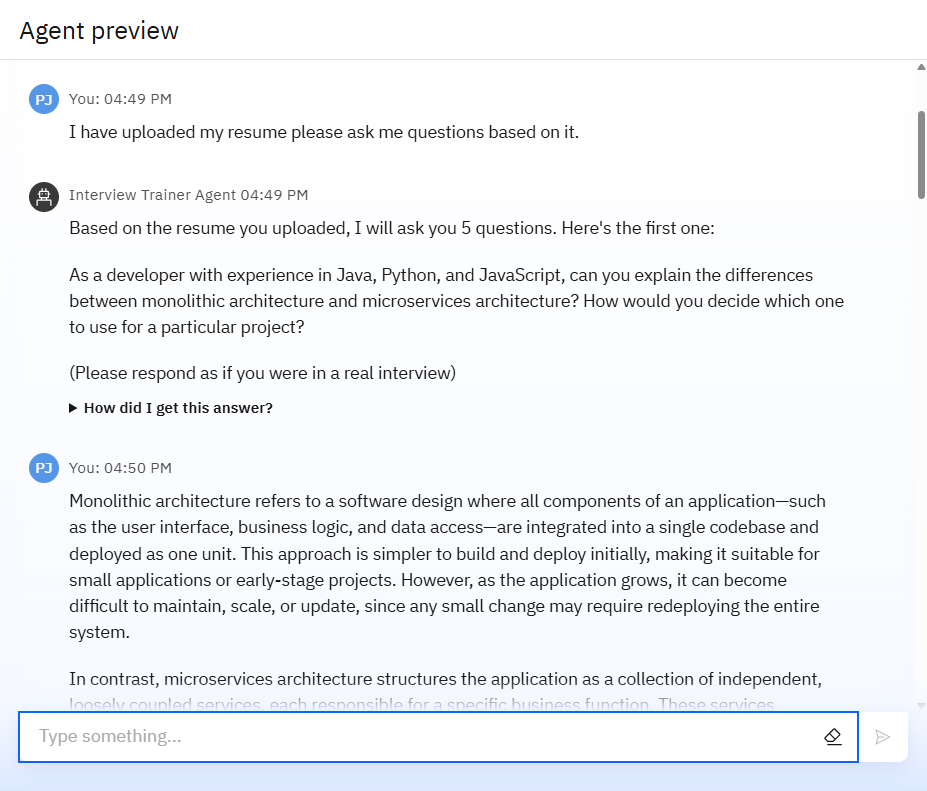 Agent preview
PJ
You: 04:49 PM
I have uploaded my resume please ask me questions based on it.
Interview Trainer Agent 04:49 PM
Based on the resume you uploaded, I will ask you 5 questions. Here's the first one:
As a developer with experience in Java, Python, and JavaScript, can you explain the differences
between monolithic architecture and microservices architecture? How would you decide which one
to use for a particular project?
(Please respond as if you were in a real interview)
How did I get this answer?
PJ
You: 04:50 PM
Monolithic architecture refers to a software design where all components of an application—such
as the user interface, business logic, and data access—are integrated into a single codebase and
deployed as one unit. This approach is simpler to build and deploy initially, making it suitable for
small applications or early-stage projects. However, as the application grows, it can become
difficult to maintain, scale, or update, since any small change may require redeploying the entire
system.
In contrast, microservices architecture structures the application as a collection of independent,
loosely coupled services, each responsible for a specific business function. These services
Type something...